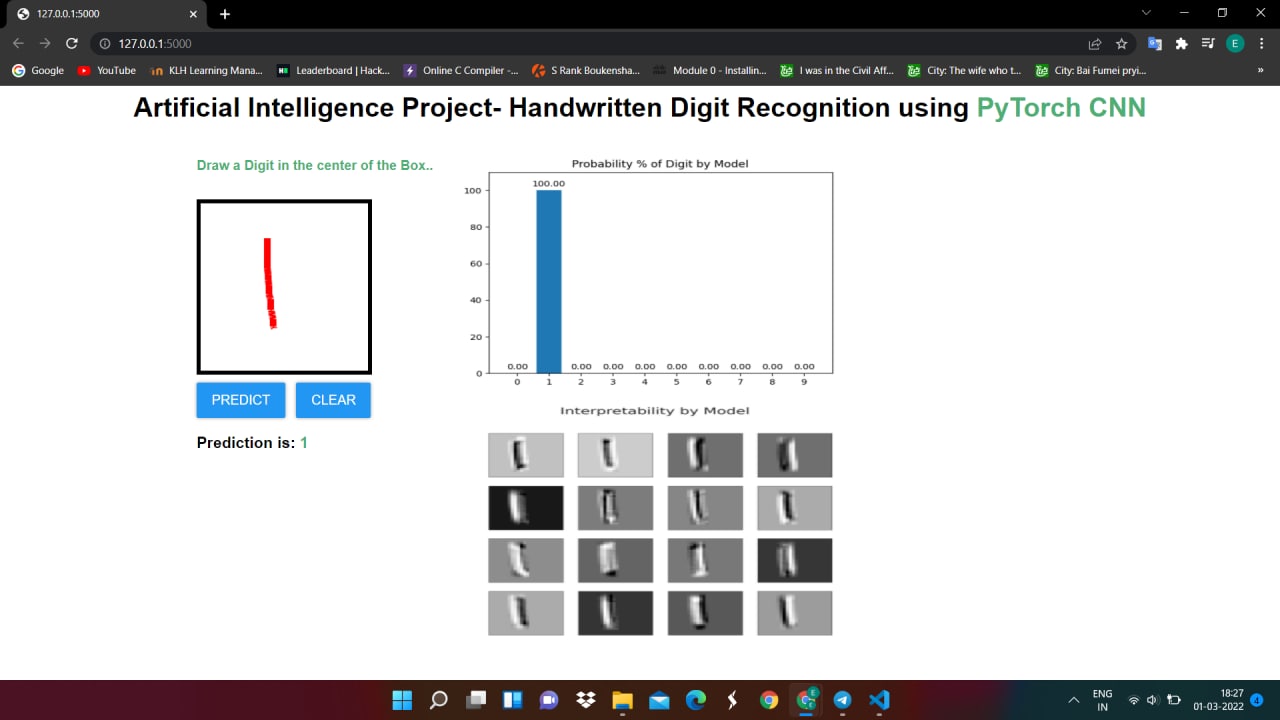 127.0.0.1:5000
127.0.0.1:5000
E
Google
YouTube
KLH Learning Mana...
Leaderboard | Hack...
Online C Compiler -...
S Rank Boukensha...
Module 0 - Installin...
I was in the Civil Aff...
City: The wife who t...
City: Bai Fumei pryi...
»
Artificial Intelligence Project- Handwritten Digit Recognition using PyTorch CNN
Draw a Digit in the center of the Box..
PREDICT
CLEAR
Prediction is: 1
Probability % of Digit by Model
100.00
100
80
60
40
20
0
0.00 0.00 0.00 0.00 0.00 0.00 0.00 0.00 0.00
0 1 2 3 4 5 6 7 8 9
Interpretability by Model
ENG
IN
18:27
01-03-2022
4